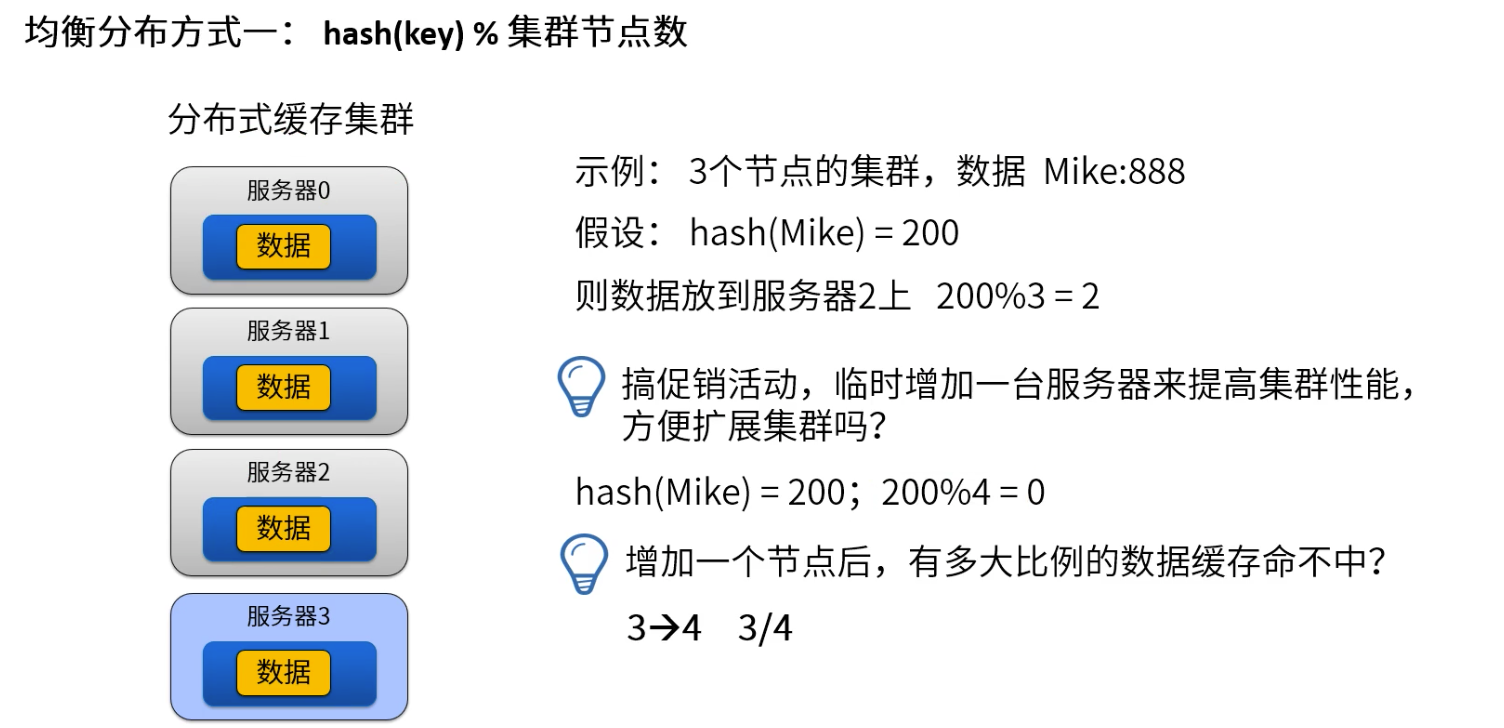 均衡分布方式一： hash(key) % 集群节点数
分布式缓存集群
服务器0
数据
服务器1
数据
服务器2
数据
服务器3
数据
示例： 3个节点的集群，数据 Mike:888
假设： hash(Mike) = 200
则数据放到服务器2上 200%3 = 2
搞促销活动，临时增加一台服务器来提高集群性能，
方便扩展集群吗？
hash(Mike) = 200；200%4 = 0
增加一个节点后，有多大比例的数据缓存命不中？
3→4 3/4